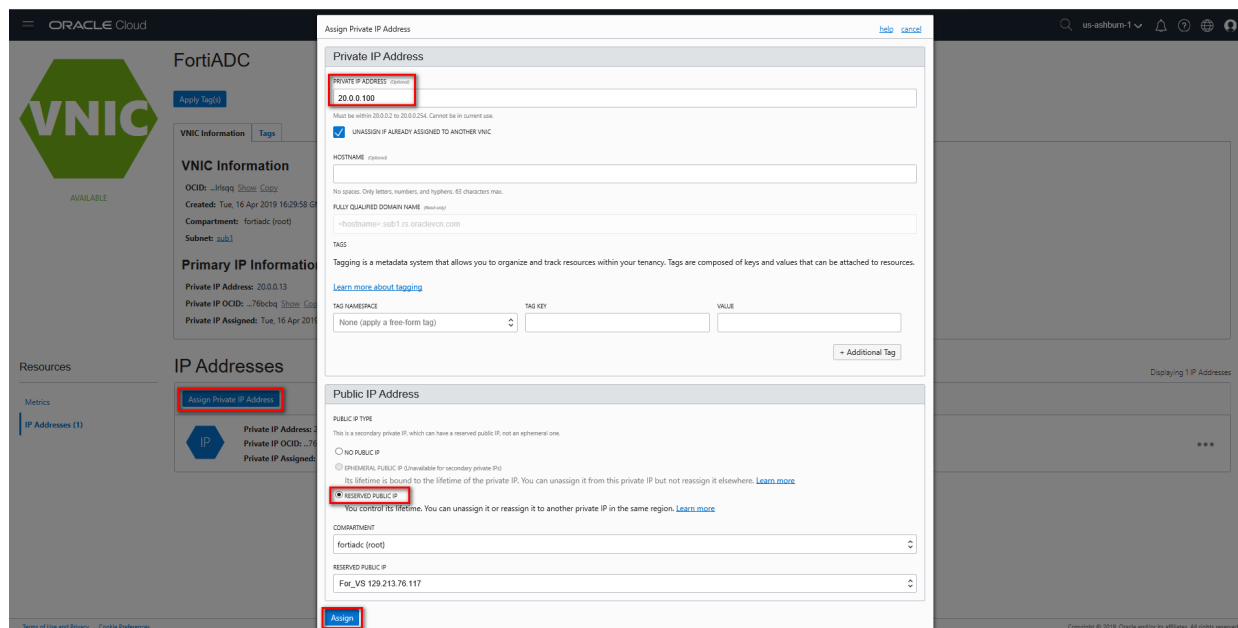 ORACLE Cloud
us-ashburn-1
VNIC
AVAILABLE
FortiADC
Apply Tag(s)
VNIC Information
Tags
VNIC Information
OCID: ...lrlsqq Show Copy
Created: Tue, 16 Apr 2019 16:29:58
Compartment: fortiadc (root)
Subnet: sub1
Primary IP
Private IP Address: 20.0.0.13
Private IP OCID: ...76bcbq Show
Private IP Assigned: Tue, 16 Apr 2019
Resources
Metrics
IP Addresses (1)
IP Addresses
Displaying 1 IP Addresses
Assign Private IP Address
IP
Private IP Address:
Private IP OCID: ...76
Private IP Assigned:
Assign Private IP Address
help cancel
Private IP Address
PRIVATE IP ADDRESS (Optional)
20.0.0.100
Must be within 20.0.0.2 to 20.0.0.254. Cannot be in current use.
UNASSIGN IF ALREADY ASSIGNED TO ANOTHER VNIC
HOSTNAME (Optional)
No spaces. Only letters, numbers, and hyphens. 63 characters max.
FULLY QUALIFIED DOMAIN NAME (Read-only)
<hostname>.sub1.rs.oraclevcn.com
TAGS
Tagging is a metadata system that allows you to organize and track resources within your tenancy. Tags are composed of keys and values that can be attached to resources.
Learn more about tagging
TAG NAMESPACE
TAG KEY
VALUE
None (apply a free-form tag)
+ Additional Tag
Public IP Address
PUBLIC IP TYPE
This is a secondary private IP, which can have a reserved public IP, not an ephemeral one.
NO PUBLIC IP
EPHEMERAL PUBLIC IP (Unavailable for secondary private IPs)
Its lifetime is bound to the lifetime of the private IP. You can unassign it from this private IP but not reassign it elsewhere. Learn more
RESERVED PUBLIC IP
You control its lifetime. You can unassign it or reassign it to another private IP in the same region. Learn more
COMPARTMENT
fortiadc (root)
RESERVED PUBLIC IP
For_VS 129.213.76.117
Assign
Terms of Use and Privacy Cookie Preferences
Copyright © 2019, Oracle and/or its affiliates. All rights reserved.